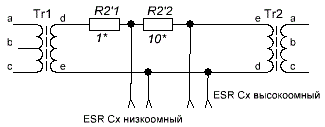 Tr1
R2'1
R2'2
Tr2
a
d
e
a
b
1*
10*
b
c
e
d
c
ESR Cx высокоомный
ESR Cx низкоомный